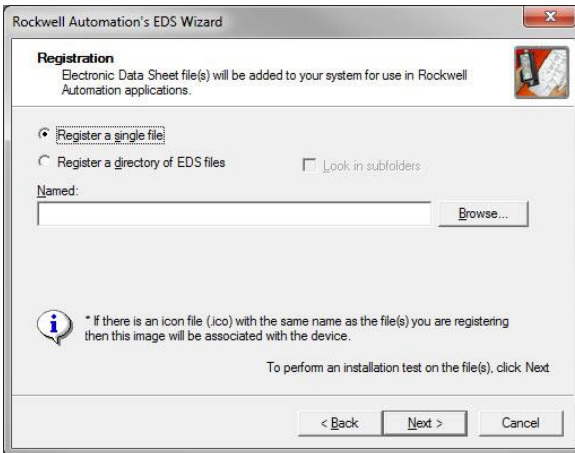 Rockwell Automation's EDS Wizard
Registration
Electronic Data Sheet file(s) will be added to your system for use in Rockwell
Automation applications.
Register a single file
Register a directory of EDS files
Look in subfolders
Named:
Browse...
* If there is an icon file (.ico) with the same name as the file(s) you are registering
then this image will be associated with the device.
To perform an installation test on the file(s), click Next
< Back
Next >
Cancel